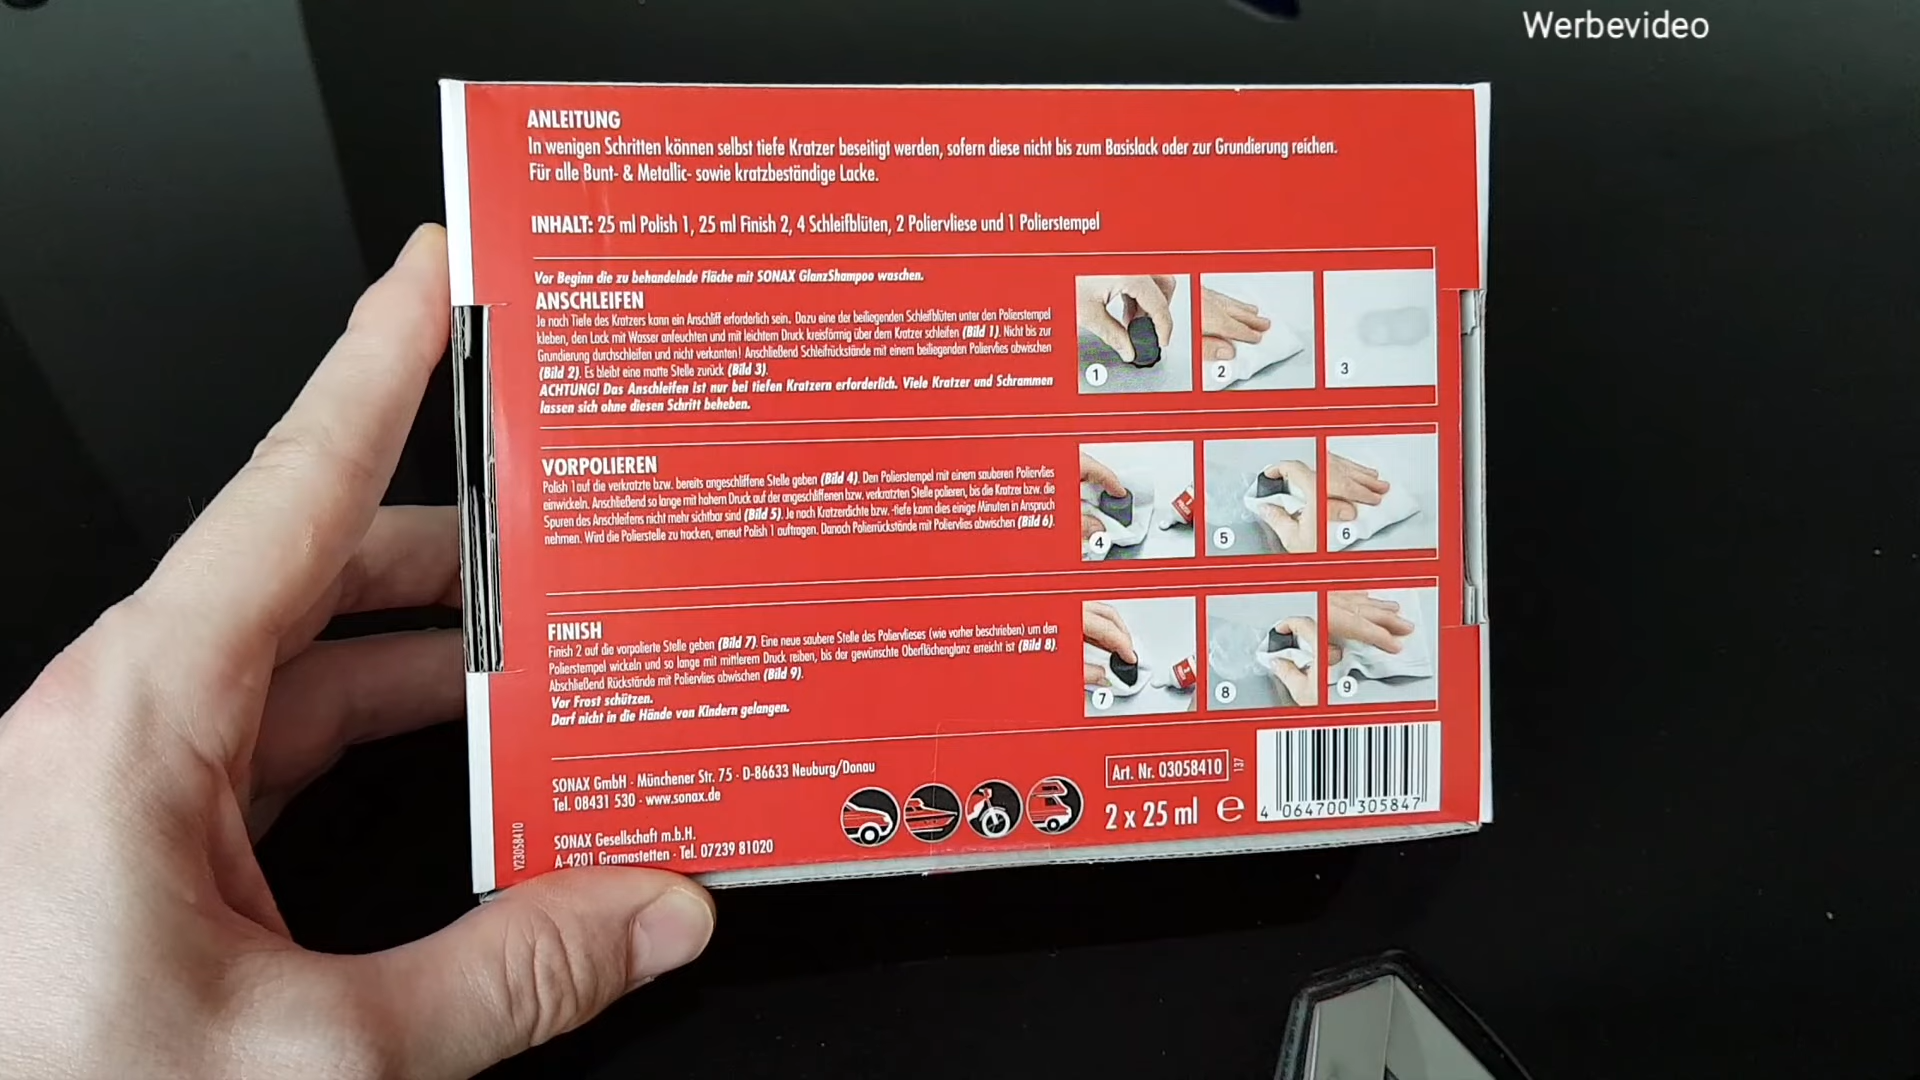 Werbevideo
ANLEITUNG
In wenigen Schritten können selbst tiefe Kratzer beseitigt werden, sofern diese nicht bis zum Basislack oder zur Grundierung reichen.
Für alle Bunt- & Metallic- sowie kratzbeständige Lacke.
INHALT: 25 ml Polish 1, 25 ml Finish 2, 4 Schleifblüten, 2 Poliervliese und 1 Polierstempel
Vor Beginn die zu behandelnde Fläche mit SONAX GlanzShampoo waschen.
ANSCHLEIFEN
Je nach Tiefe des Kratzers kann ein Anschliff erforderlich sein. Dazu eine der beiliegenden Schleifblüten unter den Polierstempel
kleben, den Lack mit Wasser anfeuchten und mit leichtem Druck kreisförmig über dem Kratzer schleifen (Bild 1). Nicht bis zur
Grundierung durchschleifen und nicht verkanten! Anschließend Schleifrückstände mit einem beiliegenden Poliervlies abwischen
(Bild 2). Es bleibt eine matte Stelle zurück (Bild 3).
ACHTUNG! Das Anschleifen ist nur bei tiefen Kratzern erforderlich. Viele Kratzer und Schrammen
lassen sich ohne diesen Schritt beheben.
1
2
3
VORPOLIEREN
Polish 1 auf die verkratzte bzw. bereits angeschliffene Stelle geben (Bild 4). Den Polierstempel mit einem sauberen Poliervlies
einwickeln. Anschließend so lange mit hohem Druck auf der angeschliffenen bzw. verkratzten Stelle polieren, bis die Kratzer bzw. die
Spuren des Anschleifens nicht mehr sichtbar sind (Bild 5). Je nach Kratzerdichte bzw. -tiefe kann dies einige Minuten in Anspruch
nehmen. Wird die Polierstelle zu trocken, erneut Polish 1 auftragen. Danach Polierrückstände mit Poliervlies abwischen (Bild 6).
4
5
6
FINISH
Finish 2 auf die vorpolierte Stelle geben (Bild 7). Eine neue saubere Stelle des Poliervlieses (wie vorher beschrieben) um den
Polierstempel wickeln und so lange mit mittlerem Druck reiben, bis der gewünschte Oberflächenglanz erreicht ist (Bild 8).
Abschließend Rückstände mit Poliervlies abwischen (Bild 9).
Vor Frost schützen.
Darf nicht in die Hände von Kindern gelangen.
7
8
9
SONAX GmbH · Münchener Str. 75 · D-86633 Neuburg/Donau
Tel. 08431 530 · www.sonax.de
SONAX Gesellschaft m.b.H.
A-4201 Gramastetten · Tel. 07239 81020
Y23058410
Art. Nr. 03058410
137
2 x 25 ml e
4 064700 305847